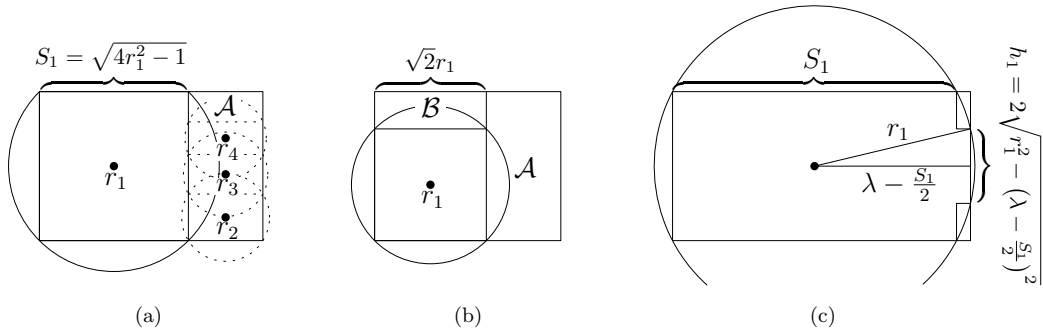 $S_1 = \sqrt{4r_1^2 - 1}$
$\mathcal{A}$
$r_4$
$r_3$
$r_1$
$r_2$
(a)
$\sqrt{2}r_1$
$\mathcal{B}$
$\mathcal{A}$
$r_1$
(b)
$S_1$
$r_1$
$\lambda - \frac{S_1}{2}$
$h_1 = 2\sqrt{r_1^2 - (\lambda - \frac{S_1}{2})^2}$
(c)